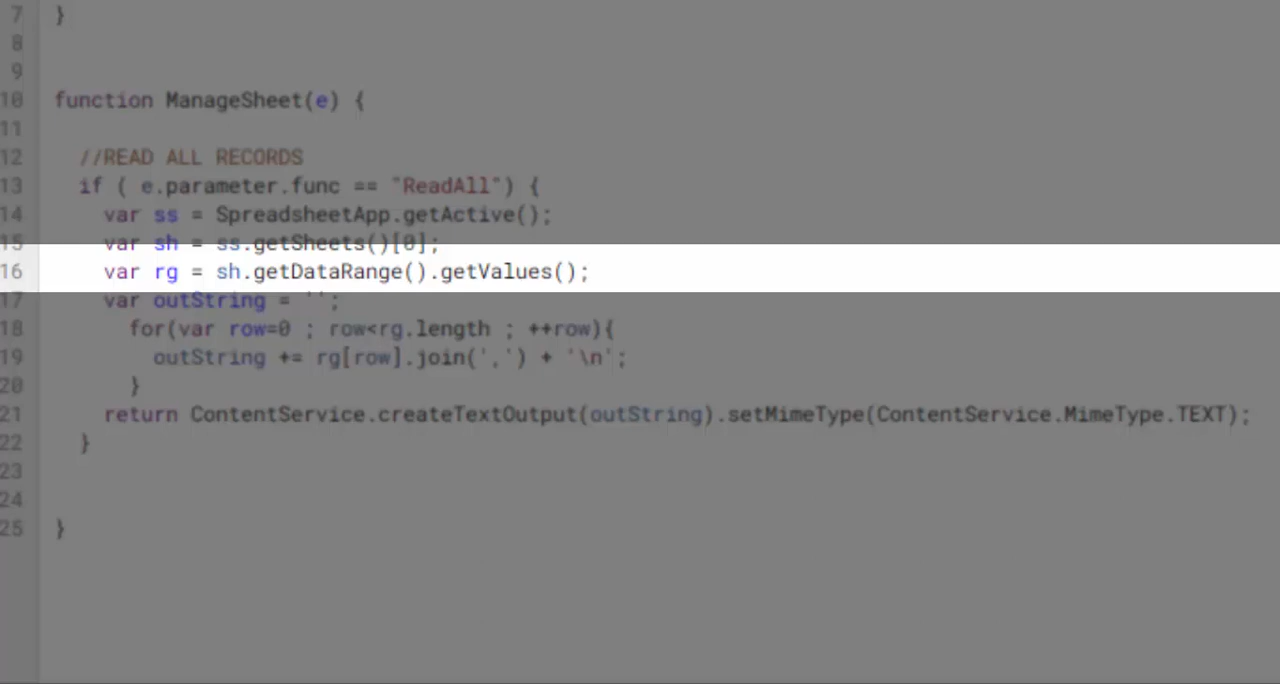 7 }
8
9
10 function ManageSheet(e) {
11
12 //READ ALL RECORDS
13 if ( e.parameter.func == "ReadAll") {
14 var ss = SpreadsheetApp.getActive();
15 var sh = ss.getSheets()[0];
16 var rg = sh.getDataRange().getValues();
17 var outString = '';
18 for(var row=0 ; row<rg.length ; ++row){
19 outString += rg[row].join(',') + '\n';
20 }
21 return ContentService.createTextOutput(outString).setMimeType(ContentService.MimeType.TEXT);
22 }
23
24
25 }